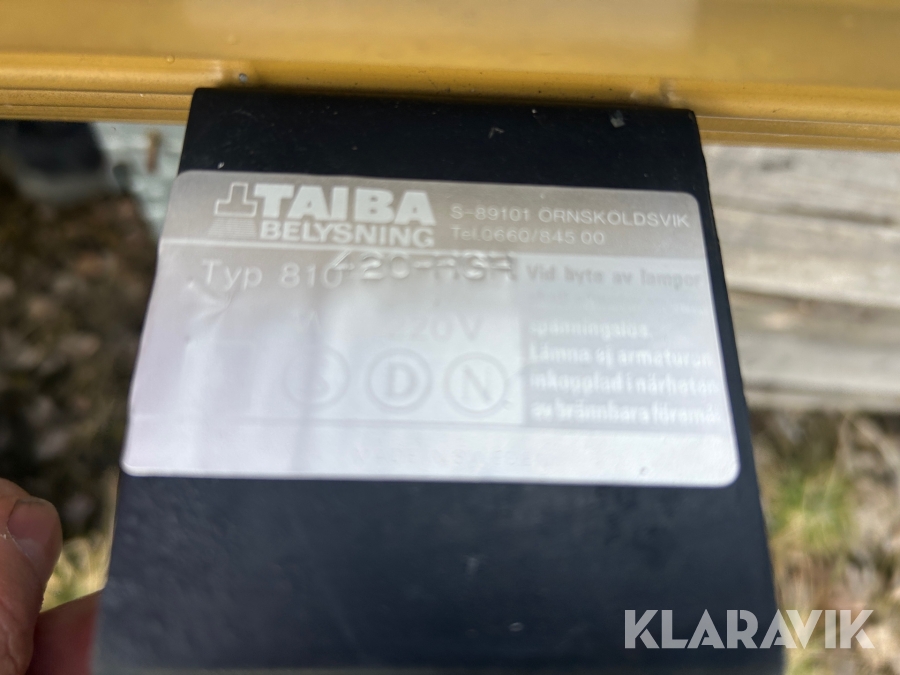 TAIBA
BELYSNING
S-89101 ÖRNSKÖLDSVIK
Tel.0660/845 00
Typ 810
Vid byte av lampor
220V
spänningslös.
Lämna ej armaturen
inkopplad i närheten
av brännbara föremå
S D N
KLARAVIK